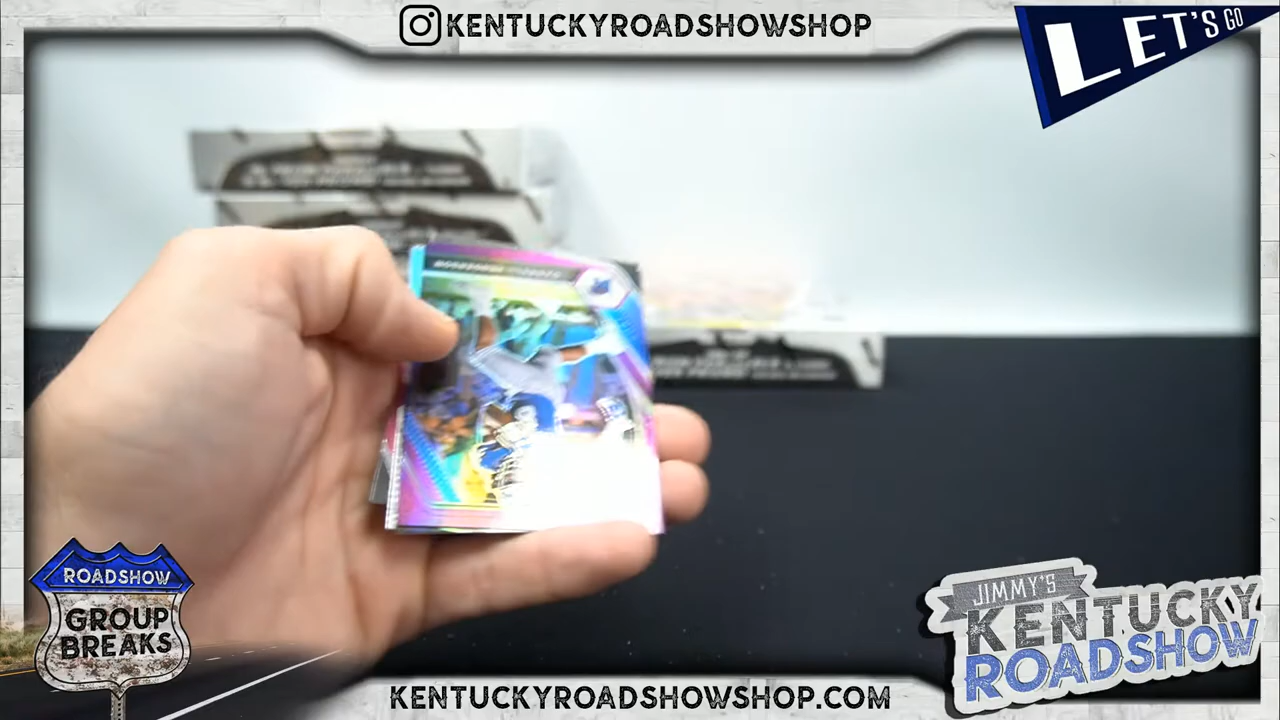 KENTUCKYROADSHOWSHOP
LET'S GO
ROADSHOW
GROUP
BREAKS
JIMMY'S
KENTUCKY
ROADSHOW
KENTUCKYROADSHOWSHOP.COM